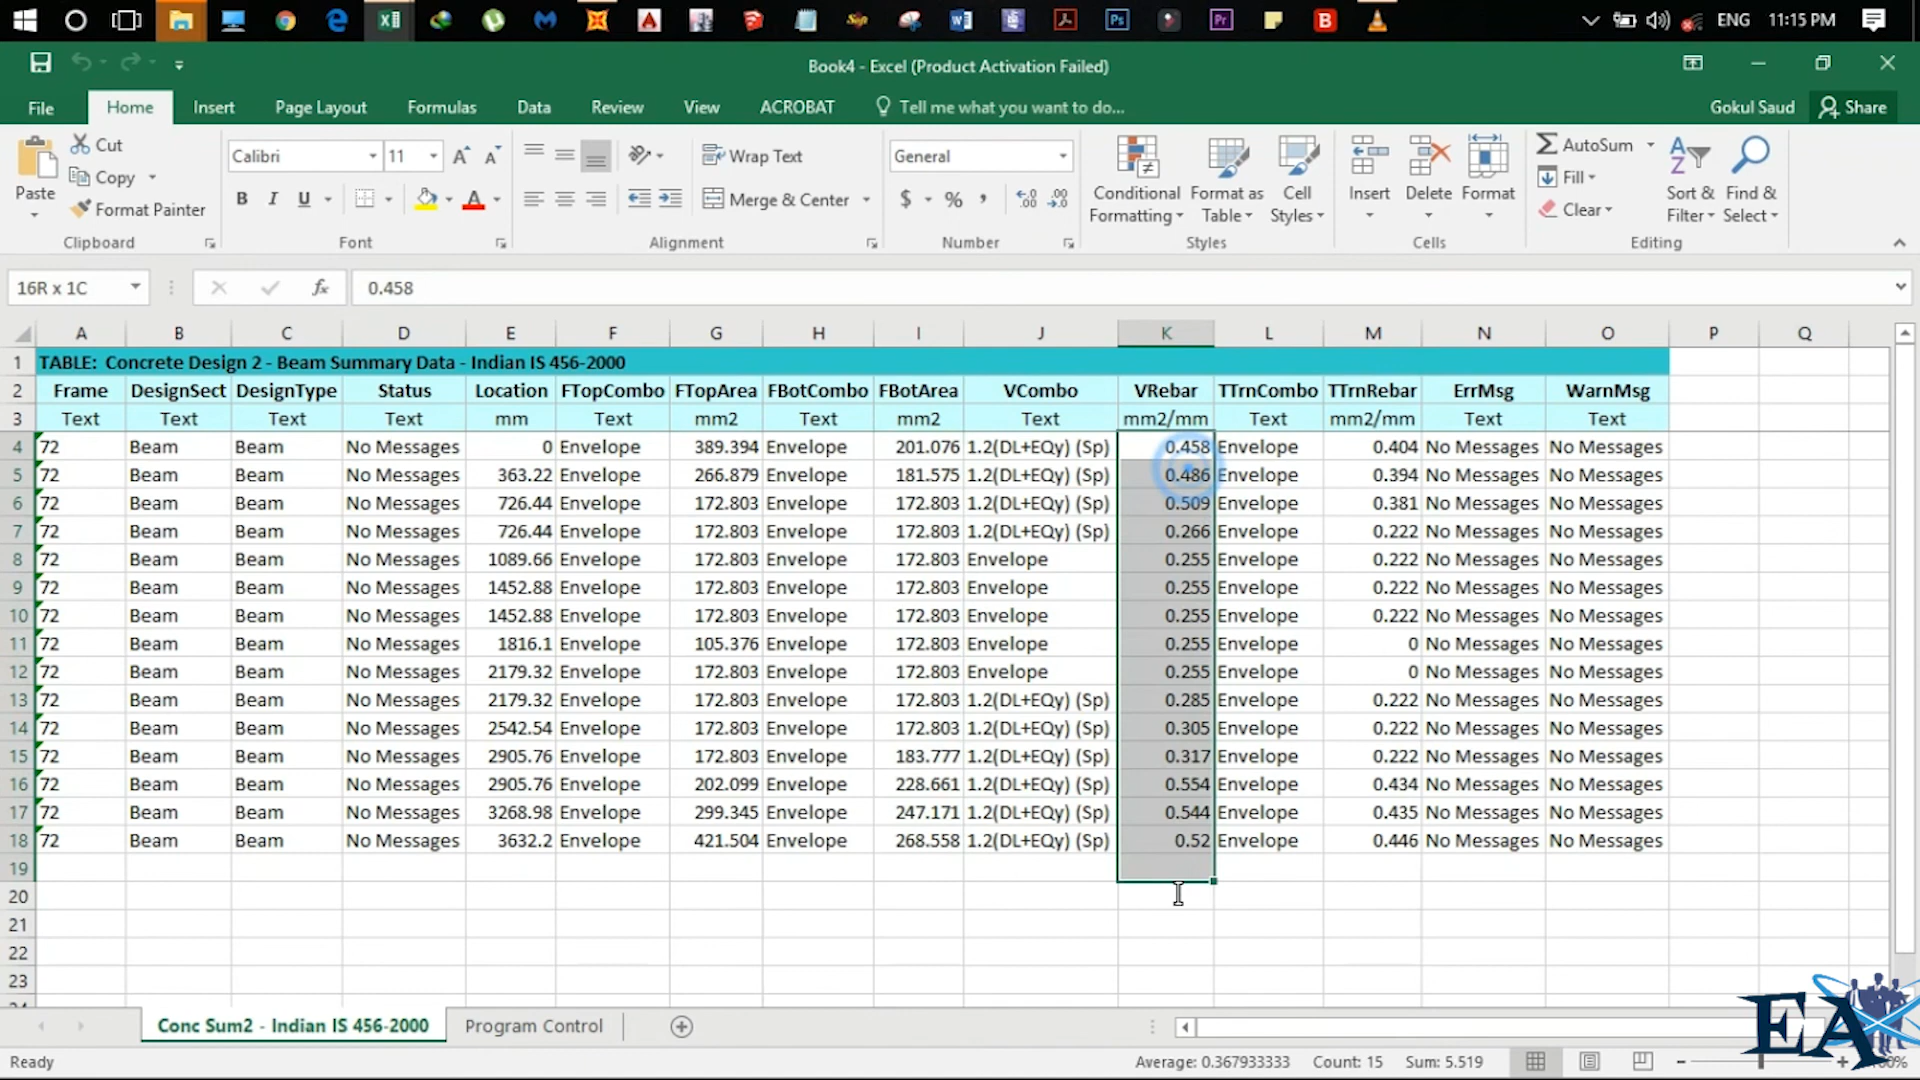 ENG 11:15 PM
Book4 - Excel (Product Activation Failed)
File Home Insert Page Layout Formulas Data Review View ACROBAT Tell me what you want to do... Gokul Saud Share
Paste Cut Copy Format Painter Clipboard
Calibri 11 B I U A Font
Wrap Text Merge & Center Alignment
General $ % , Number
Conditional Formatting Format as Table Cell Styles Styles
Insert Delete Format Cells
AutoSum Fill Clear Sort & Filter Find & Select Editing
16R x 1C fx 0.458
A B C D E F G H I J K L M N O P Q
1 TABLE: Concrete Design 2 - Beam Summary Data - Indian IS 456-2000
2 Frame DesignSect DesignType Status Location FTopCombo FTopArea FBotCombo FBotArea VCombo VRebar TTrnCombo TTrnRebar ErrMsg WarnMsg
3 Text Text Text Text mm Text mm2 Text mm2 Text mm2/mm Text mm2/mm Text Text
4 72 Beam Beam No Messages 0 Envelope 389.394 Envelope 201.076 1.2(DL+EQy) (Sp) 0.458 Envelope 0.404 No Messages No Messages
5 72 Beam Beam No Messages 363.22 Envelope 266.879 Envelope 181.575 1.2(DL+EQy) (Sp) 0.486 Envelope 0.394 No Messages No Messages
6 72 Beam Beam No Messages 726.44 Envelope 172.803 Envelope 172.803 1.2(DL+EQy) (Sp) 0.509 Envelope 0.381 No Messages No Messages
7 72 Beam Beam No Messages 726.44 Envelope 172.803 Envelope 172.803 1.2(DL+EQy) (Sp) 0.266 Envelope 0.222 No Messages No Messages
8 72 Beam Beam No Messages 1089.66 Envelope 172.803 Envelope 172.803 Envelope 0.255 Envelope 0.222 No Messages No Messages
9 72 Beam Beam No Messages 1452.88 Envelope 172.803 Envelope 172.803 Envelope 0.255 Envelope 0.222 No Messages No Messages
10 72 Beam Beam No Messages 1452.88 Envelope 172.803 Envelope 172.803 Envelope 0.255 Envelope 0.222 No Messages No Messages
11 72 Beam Beam No Messages 1816.1 Envelope 105.376 Envelope 172.803 Envelope 0.255 Envelope 0 No Messages No Messages
12 72 Beam Beam No Messages 2179.32 Envelope 172.803 Envelope 172.803 Envelope 0.255 Envelope 0 No Messages No Messages
13 72 Beam Beam No Messages 2179.32 Envelope 172.803 Envelope 172.803 1.2(DL+EQy) (Sp) 0.285 Envelope 0.222 No Messages No Messages
14 72 Beam Beam No Messages 2542.54 Envelope 172.803 Envelope 172.803 1.2(DL+EQy) (Sp) 0.305 Envelope 0.222 No Messages No Messages
15 72 Beam Beam No Messages 2905.76 Envelope 172.803 Envelope 183.777 1.2(DL+EQy) (Sp) 0.317 Envelope 0.222 No Messages No Messages
16 72 Beam Beam No Messages 2905.76 Envelope 202.099 Envelope 228.661 1.2(DL+EQy) (Sp) 0.554 Envelope 0.434 No Messages No Messages
17 72 Beam Beam No Messages 3268.98 Envelope 299.345 Envelope 247.171 1.2(DL+EQy) (Sp) 0.544 Envelope 0.435 No Messages No Messages
18 72 Beam Beam No Messages 3632.2 Envelope 421.504 Envelope 268.558 1.2(DL+EQy) (Sp) 0.52 Envelope 0.446 No Messages No Messages
19
20
21
22
23
Conc Sum2 - Indian IS 456-2000 Program Control
EA
Ready Average: 0.367933333 Count: 15 Sum: 5.519